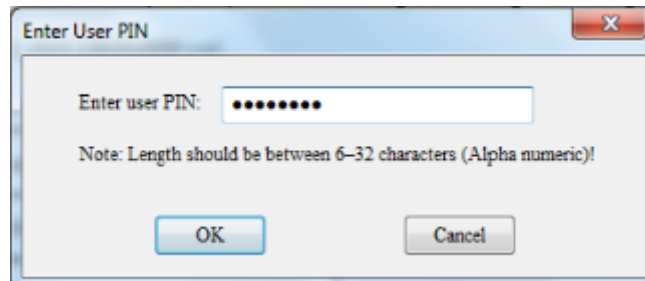 Enter User PIN
Enter user PIN: ●●●●●●●●
Note: Length should be between 6–32 characters (Alpha numeric)!
OK Cancel